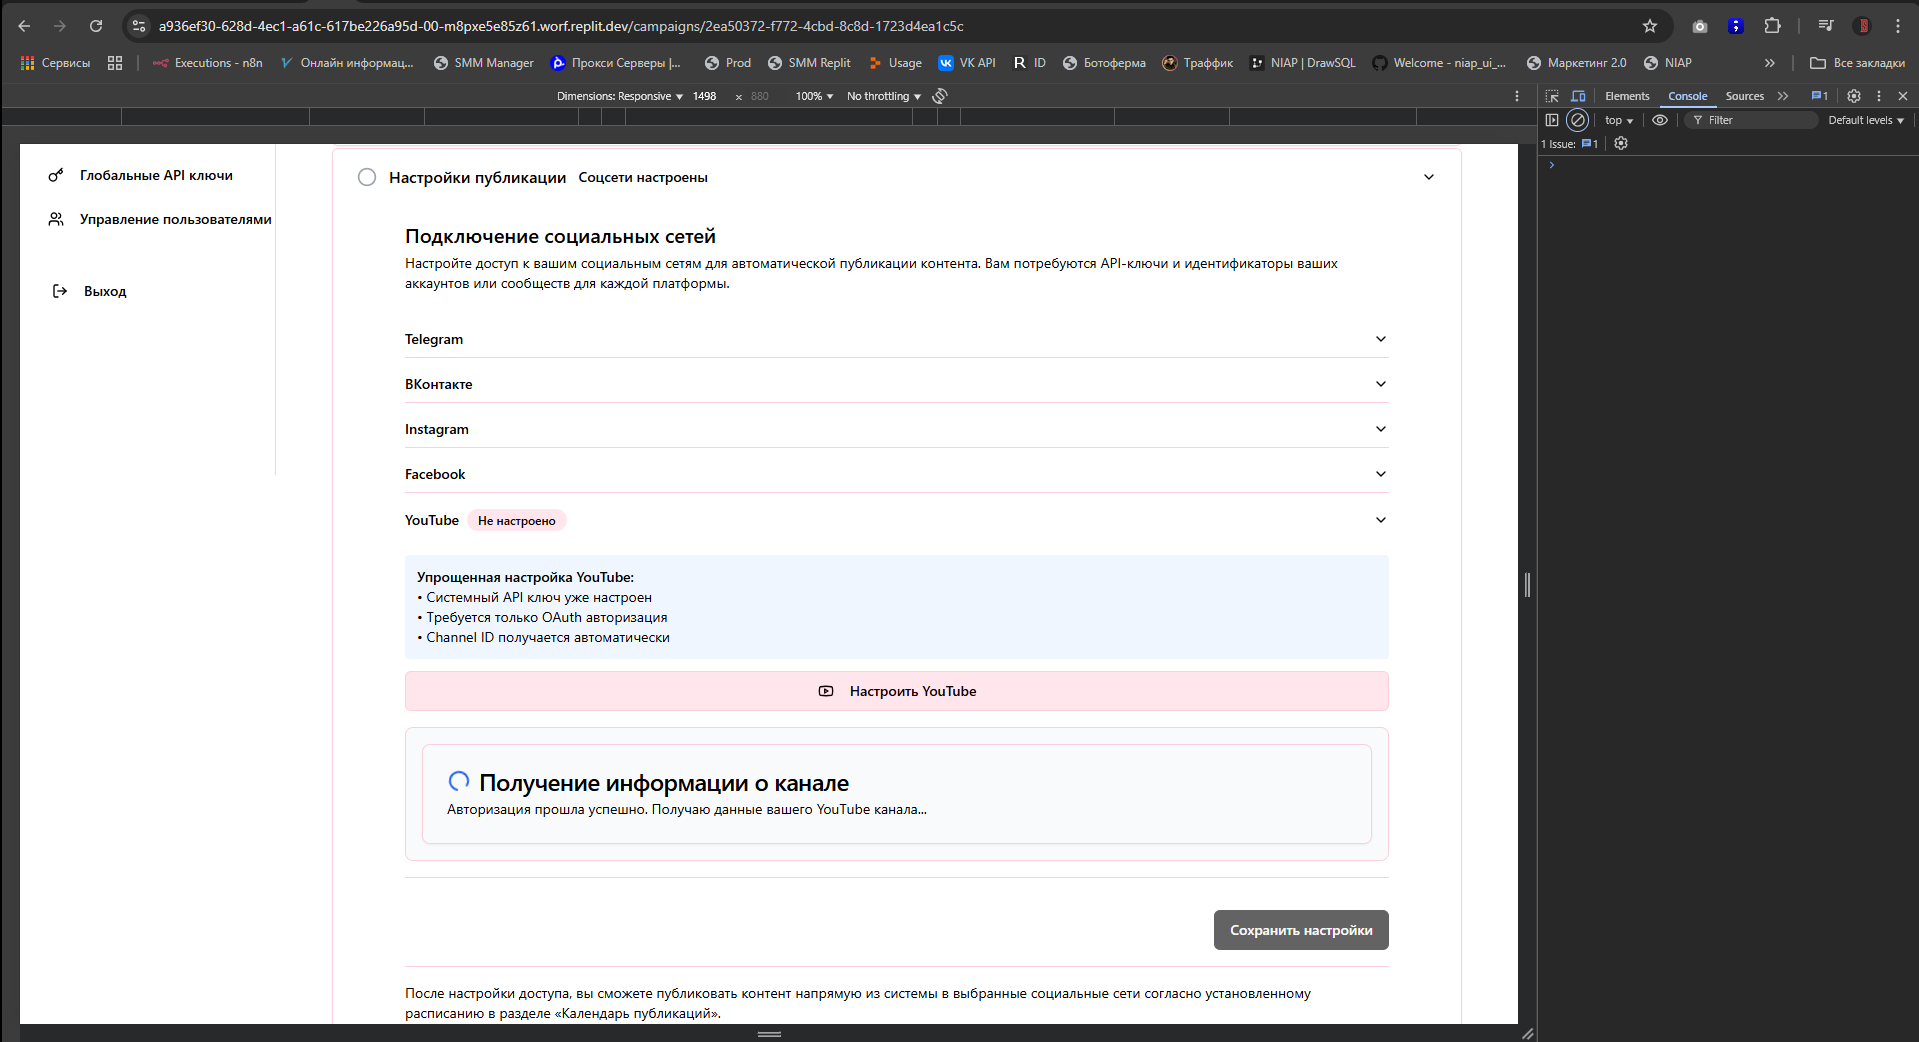 a936ef30-628d-4ec1-a61c-617be226a95d-00-m8pxe5e85z61.worf.replit.dev/campaigns/2ea50372-f772-4cbd-8c8d-1723d4ea1c5c
Сервисы Executions - n8n Онлайн информац... SMM Manager Прокси Серверы |... Prod SMM Replit Usage VK API ID Ботоферма Траффик NIAP | DrawSQL Welcome - niap_ui_... Маркетинг 2.0 NIAP » Все закладки
Dimensions: Responsive 1498 × 880 100% No throttling
Elements Console Sources » 1
top Filter Default levels
1 Issue: 1
Глобальные API ключи
Управление пользователями
Выход
Настройки публикации Соцсети настроены
Подключение социальных сетей
Настройте доступ к вашим социальным сетям для автоматической публикации контента. Вам потребуются API-ключи и идентификаторы ваших
аккаунтов или сообществ для каждой платформы.
Telegram
ВКонтакте
Instagram
Facebook
YouTube Не настроено
Упрощенная настройка YouTube:
• Системный API ключ уже настроен
• Требуется только OAuth авторизация
• Channel ID получается автоматически
Настроить YouTube
Получение информации о канале
Авторизация прошла успешно. Получаю данные вашего YouTube канала...
Сохранить настройки
После настройки доступа, вы сможете публиковать контент напрямую из системы в выбранные социальные сети согласно установленному
расписанию в разделе «Календарь публикаций».